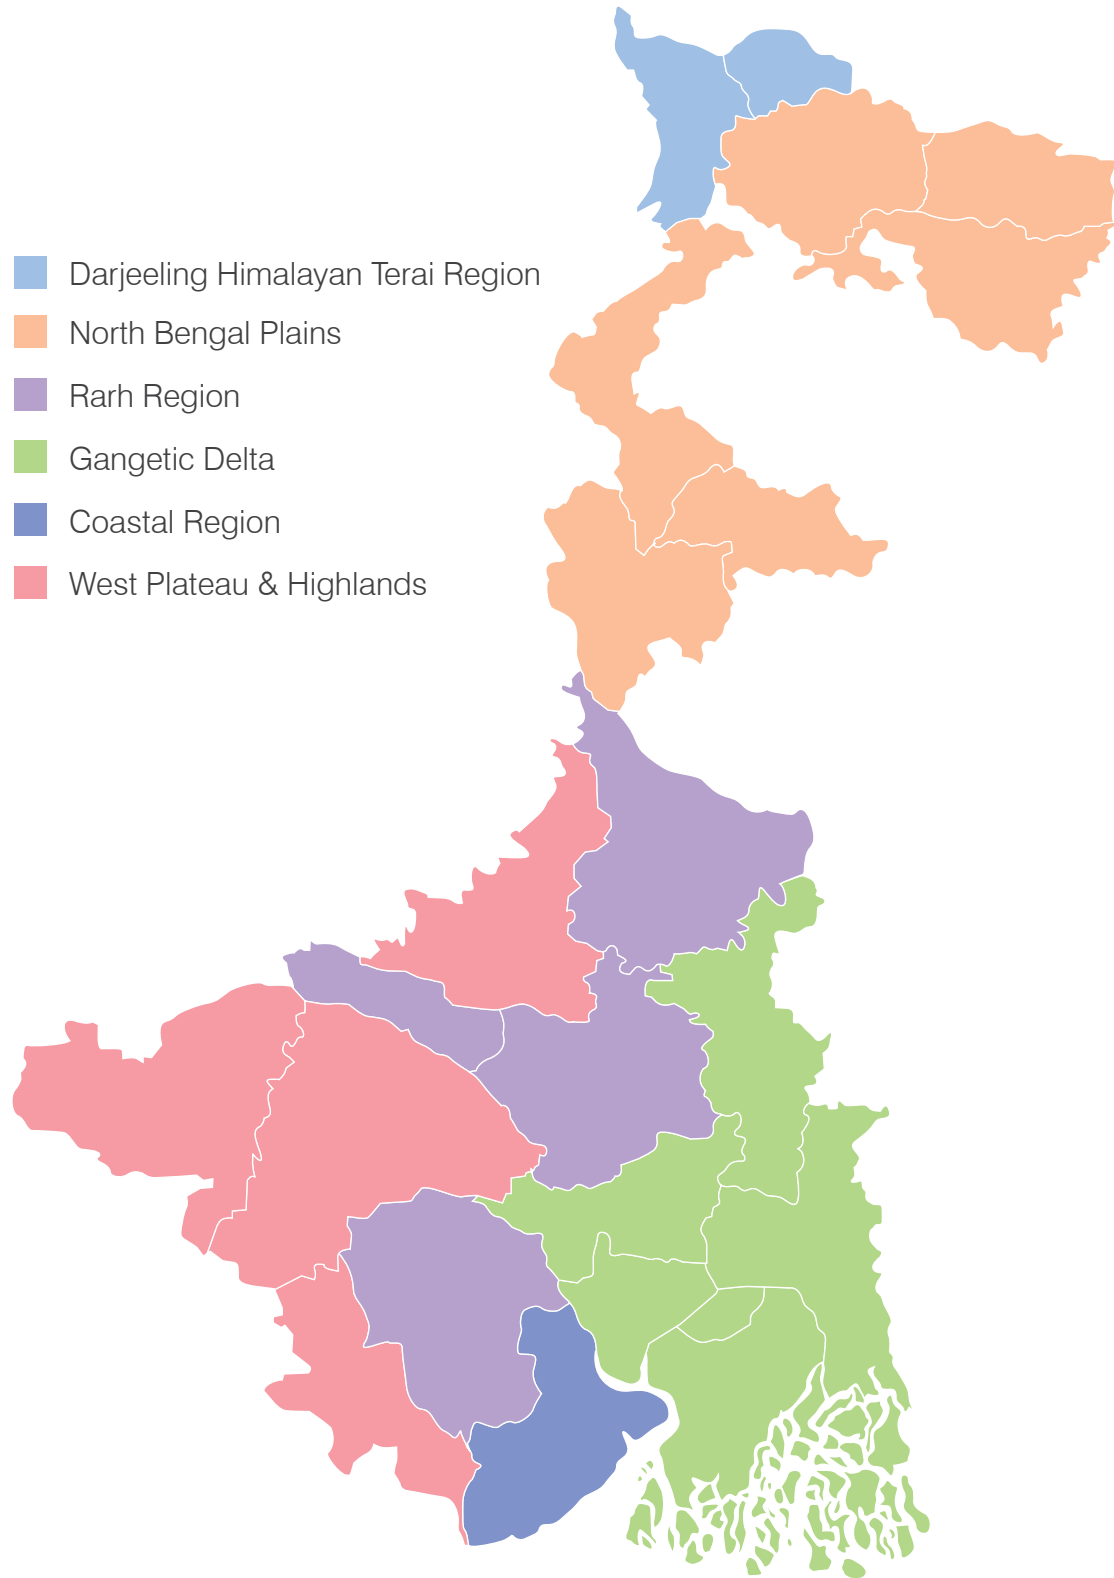 Darjeeling Himalayan Terai Region
North Bengal Plains
Rarh Region
Gangetic Delta
Coastal Region
West Plateau & Highlands